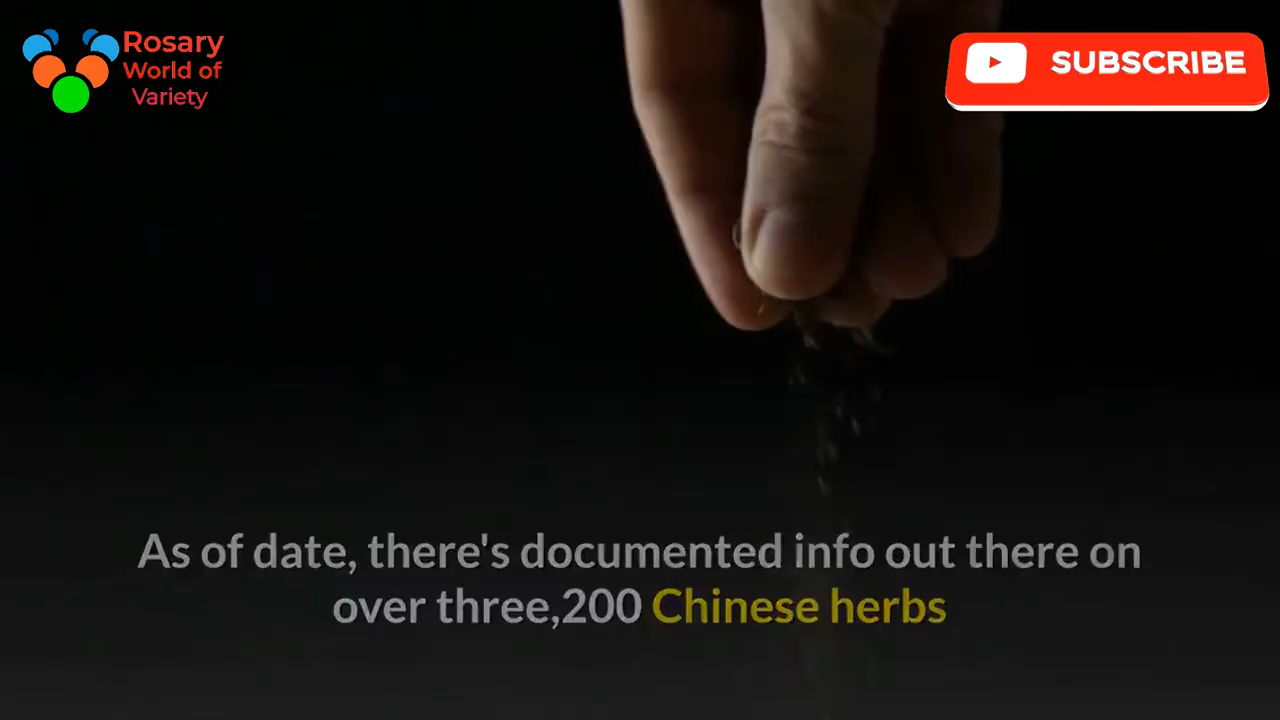 Rosary
World of
Variety
SUBSCRIBE
As of date, there's documented info out there on
over three,200 Chinese herbs